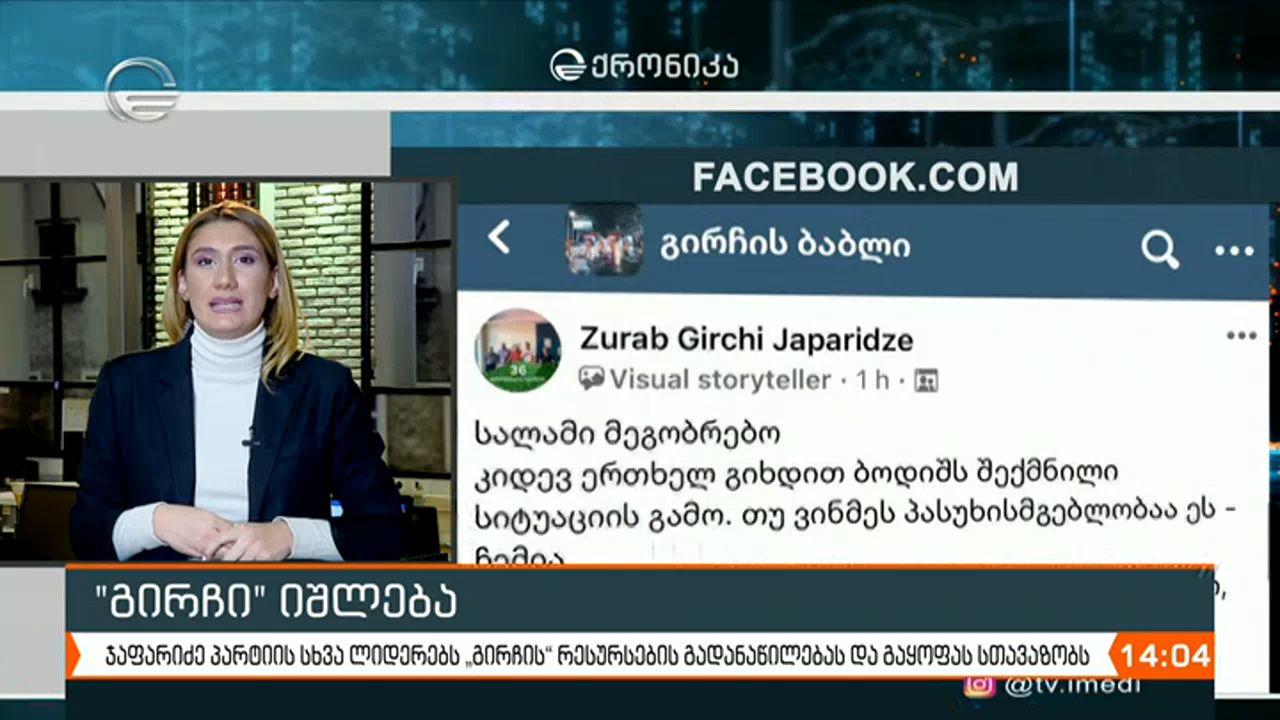 ქრონიკა
FACEBOOK.COM
გირჩის ბაბლი
Zurab Girchi Japaridze
36
Visual storyteller · 1 h ·
სალამი მეგობრებო
კიდევ ერთხელ გიხდით ბოდიშს შექმნილი
სიტუაციის გამო. თუ ვინმეს პასუხისმგებლობაა ეს -
ჩემია
"გირჩი" იშლება
ჯაფარიძე პარტიის სხვა ლიდერებს „გირჩის“ რესურსების გადანაწილებას და გაყოფას სთავაზობს
14:04
@tv.imedi